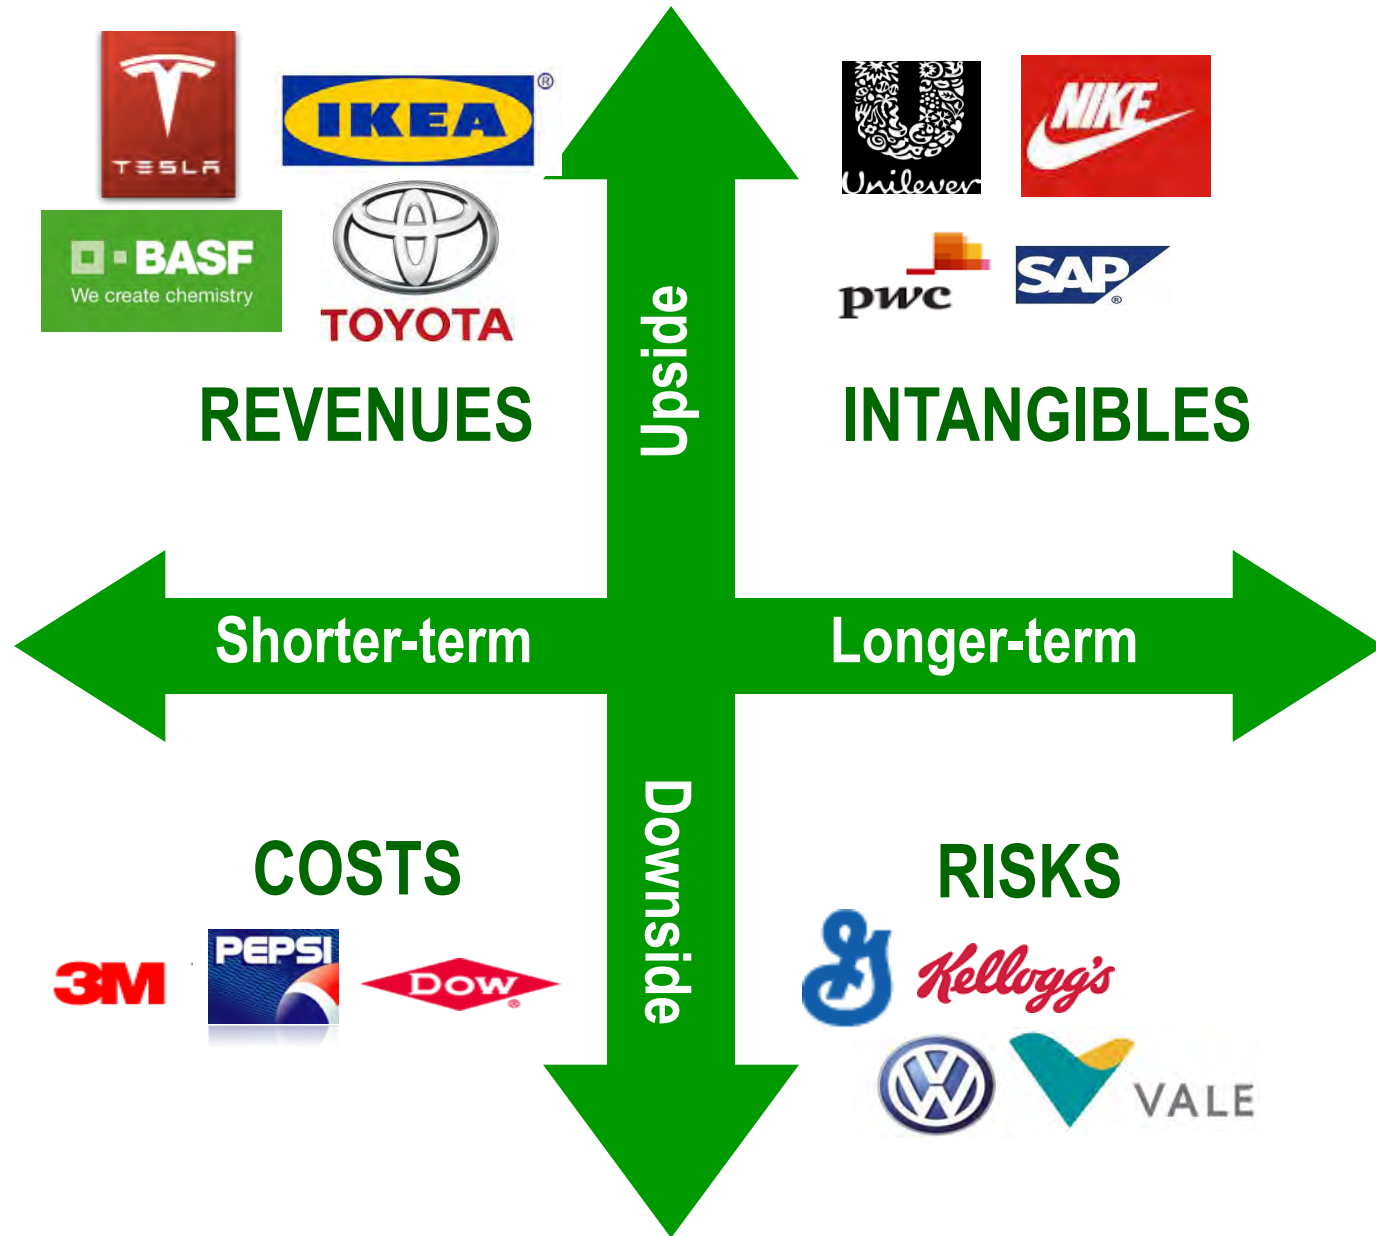 TESLA
IKEA®
BASF
We create chemistry
TOYOTA
Unilever
NIKE
pwc
SAP®
REVENUES
INTANGIBLES
Upside
Shorter-term
Longer-term
Downside
COSTS
RISKS
3M
PEPSI
DOW®
G
Kellogg's
VW
VALE